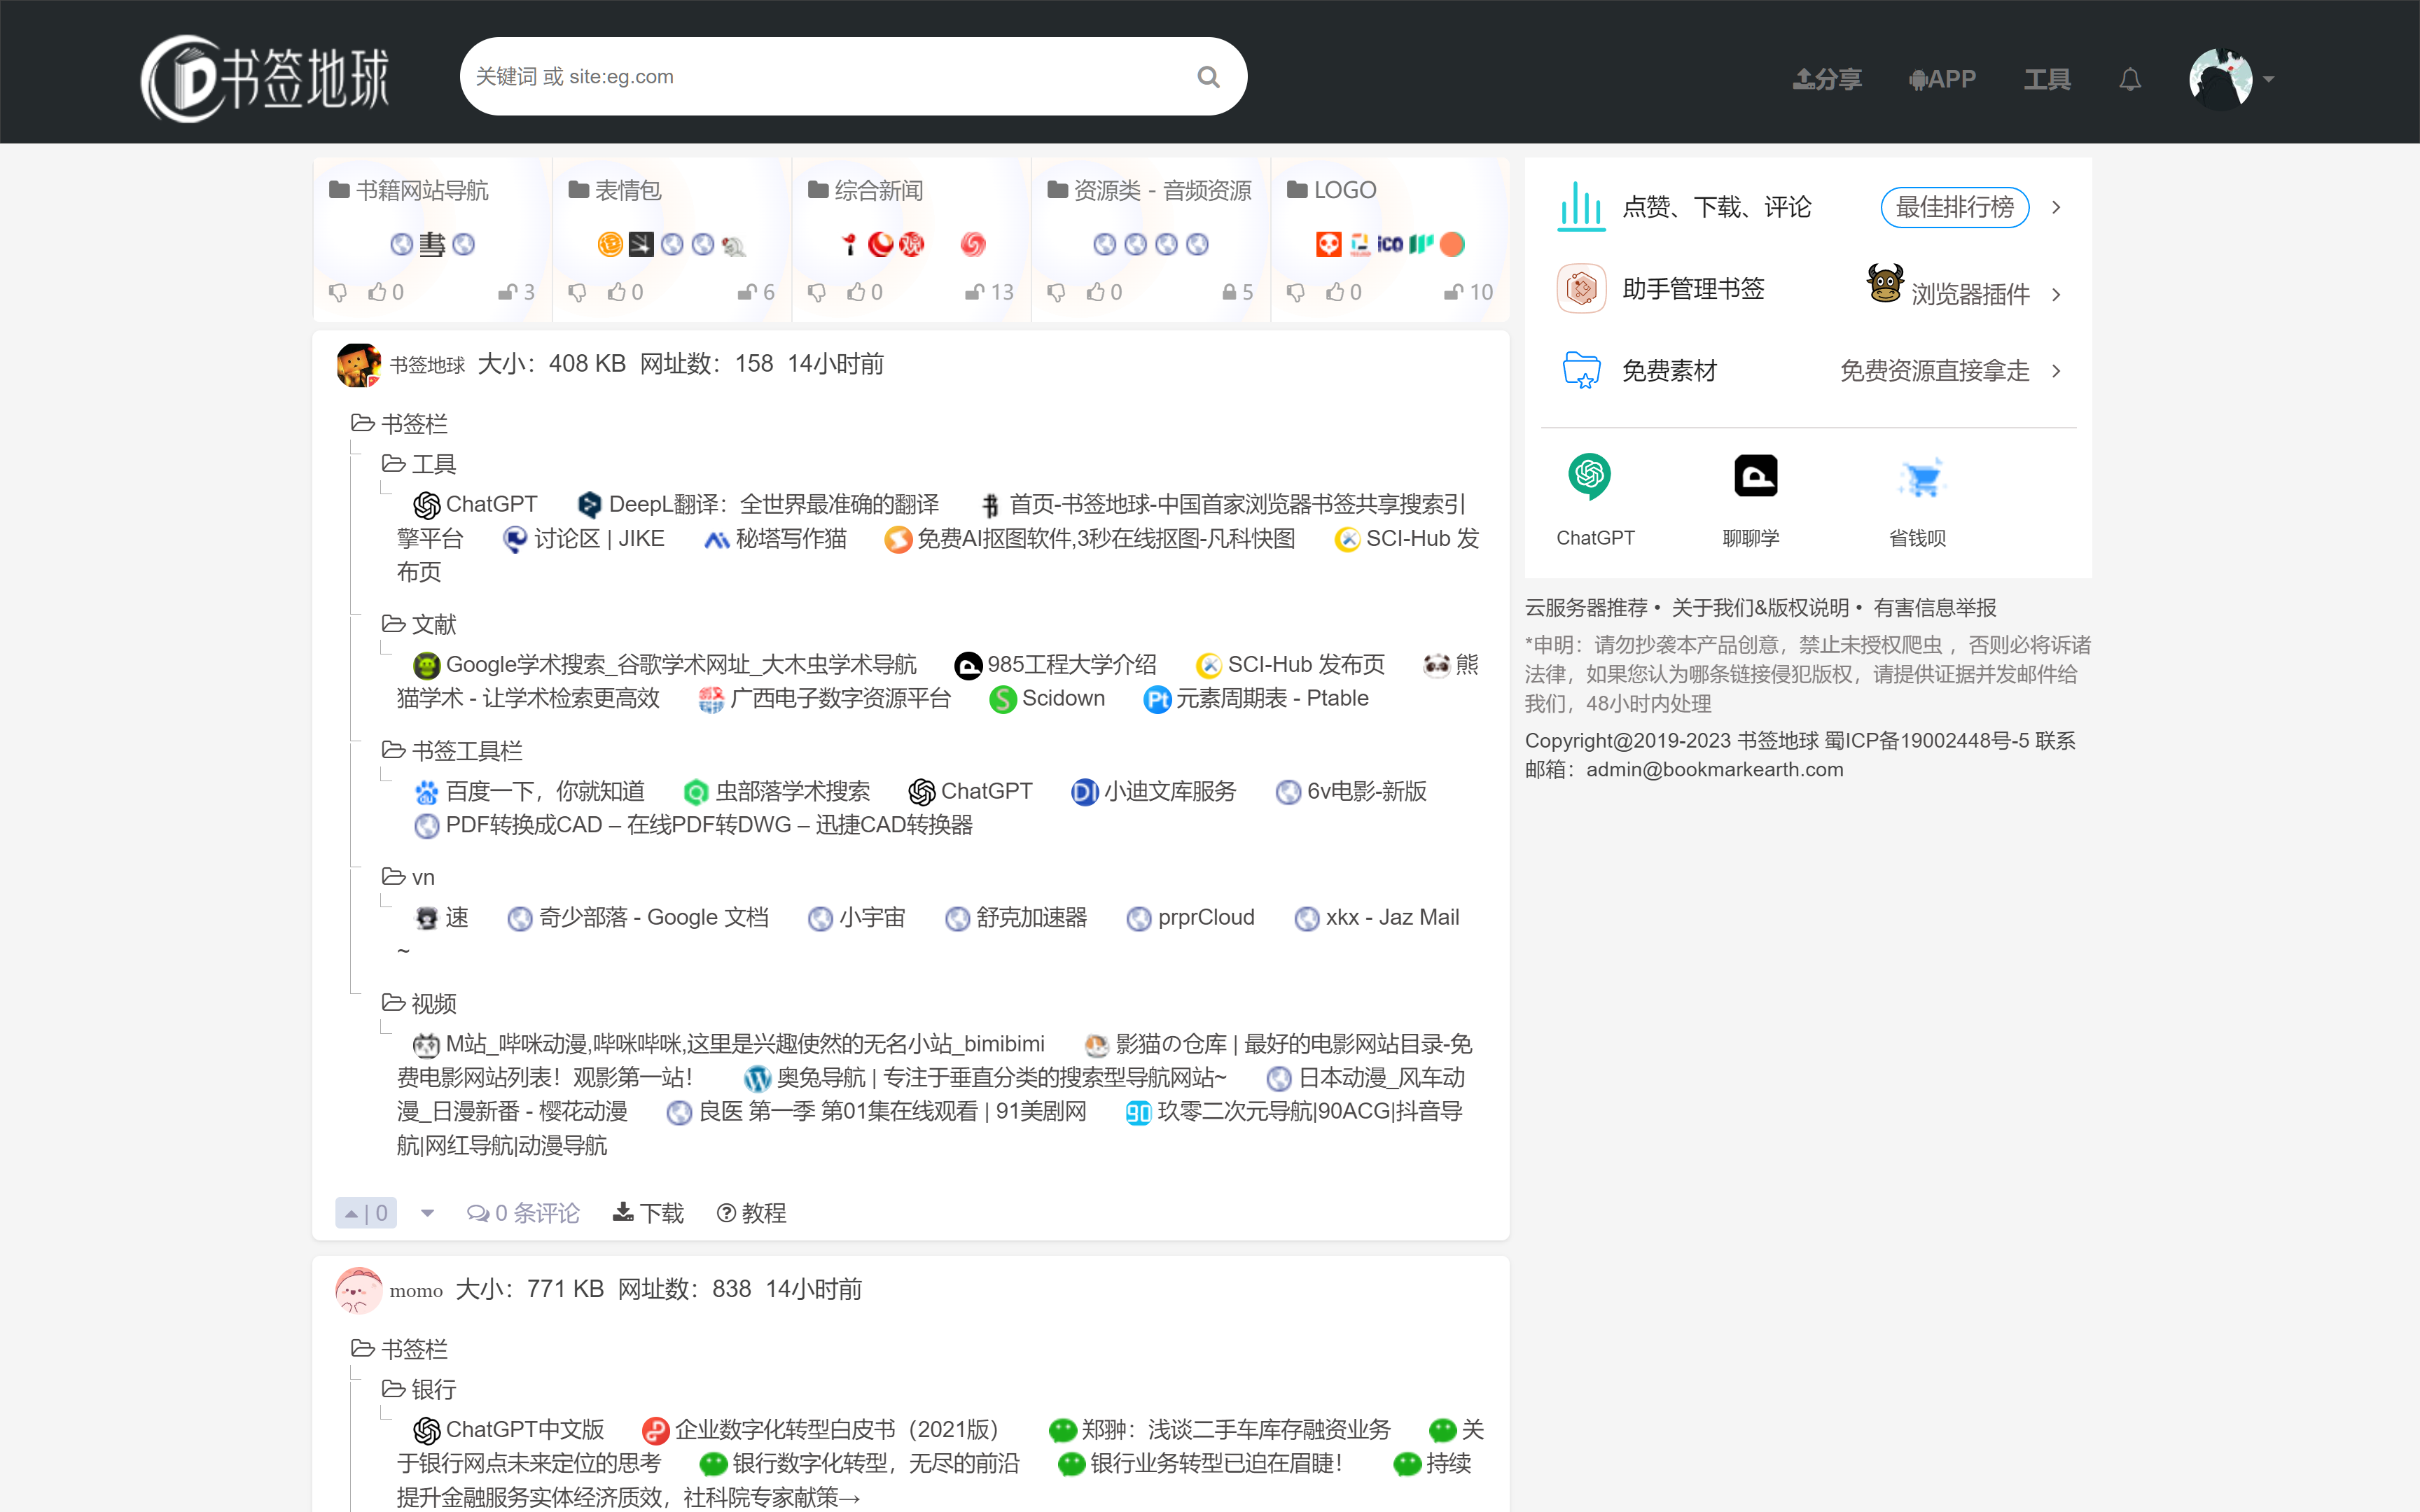 书签地球
关键词 或 site:eg.com
分享
APP
工具
书籍网站导航
3
0
表情包
0
6
综合新闻
0
13
资源类 - 音频资源
0
5
LOGO
ico
0
10
书签地球 大小：408 KB 网址数：158 14小时前
书签栏
工具
ChatGPT DeepL翻译：全世界最准确的翻译 首页-书签地球-中国首家浏览器书签共享搜索引
擎平台 讨论区 | JIKE 秘塔写作猫 免费AI抠图软件,3秒在线抠图-凡科快图 SCI-Hub 发
布页
文献
Google学术搜索_谷歌学术网址_大木虫学术导航 985工程大学介绍 SCI-Hub 发布页 熊
猫学术 - 让学术检索更高效 广西电子数字资源平台 Scidown 元素周期表 - Ptable
书签工具栏
百度一下，你就知道 虫部落学术搜索 ChatGPT 小迪文库服务 6v电影-新版
PDF转换成CAD – 在线PDF转DWG – 迅捷CAD转换器
vn
速 奇少部落 - Google 文档 小宇宙 舒克加速器 prprCloud xkx - Jaz Mail
~
视频
M站_哔咪动漫,哔咪哔咪,这里是兴趣使然的无名小站_bimibimi 影猫の仓库 | 最好的电影网站目录-免
费电影网站列表！观影第一站！ 奥兔导航 | 专注于垂直分类的搜索型导航网站~ 日本动漫_风车动
漫_日漫新番 - 樱花动漫 良医 第一季 第01集在线观看 | 91美剧网 玖零二次元导航|90ACG|抖音导
航|网红导航|动漫导航
| 0 0 条评论 下载 教程
momo 大小：771 KB 网址数：838 14小时前
书签栏
银行
ChatGPT中文版 企业数字化转型白皮书（2021版） 郑翀：浅谈二手车库存融资业务 关
于银行网点未来定位的思考 银行数字化转型，无尽的前沿 银行业务转型已迫在眉睫！ 持续
提升金融服务实体经济质效，社科院专家献策→
点赞、下载、评论 最佳排行榜
助手管理书签 浏览器插件
免费素材 免费资源直接拿走
ChatGPT 聊聊学 省钱呗
云服务器推荐 • 关于我们&版权说明 • 有害信息举报
*申明：请勿抄袭本产品创意，禁止未授权爬虫 ，否则必将诉诸
法律，如果您认为哪条链接侵犯版权，请提供证据并发邮件给
我们，48小时内处理
Copyright@2019-2023 书签地球 蜀ICP备19002448号-5 联系
邮箱：admin@bookmarkearth.com